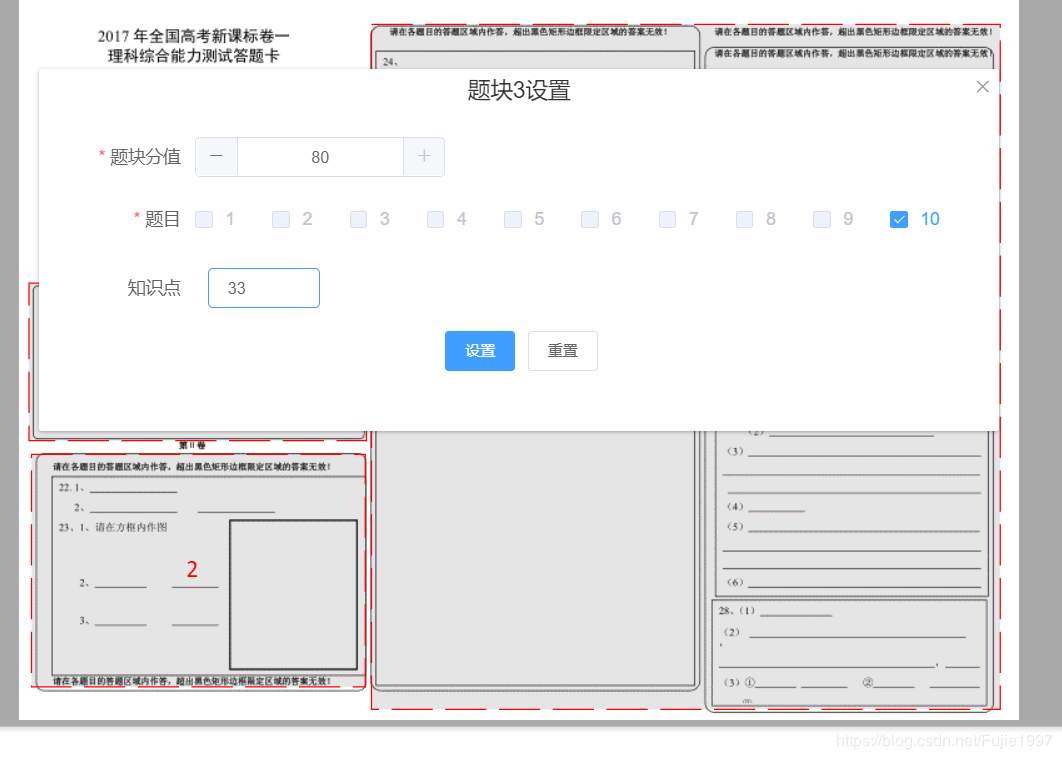 2017 年全国高考新课标卷一
理科综合能力测试答题卡
请在各题目的答题区域内作答，超出黑色矩形边框限定区域的答案无效！
24、
请在各题目的答题区域内作答，超出黑色矩形边框限定区域的答案无效！
请在各题目的答题区域内作答，超出黑色矩形边框限定区域的答案无效！
题块3设置
* 题块分值 80
* 题目 1 2 3 4 5 6 7 8 9 10
知识点 33
设置 重置
第 II 卷
请在各题目的答题区域内作答，超出黑色矩形边框限定区域的答案无效！
22. 1、
2、
23、1、请在方框内作图
2
2、
3、
请在各题目的答题区域内作答，超出黑色矩形边框限定区域的答案无效！
(2)
(3)
(4)
(5)
(6)
28、(1)
(2)
，
，
(3) ① ②
https://blog.csdn.net/Fujie1997